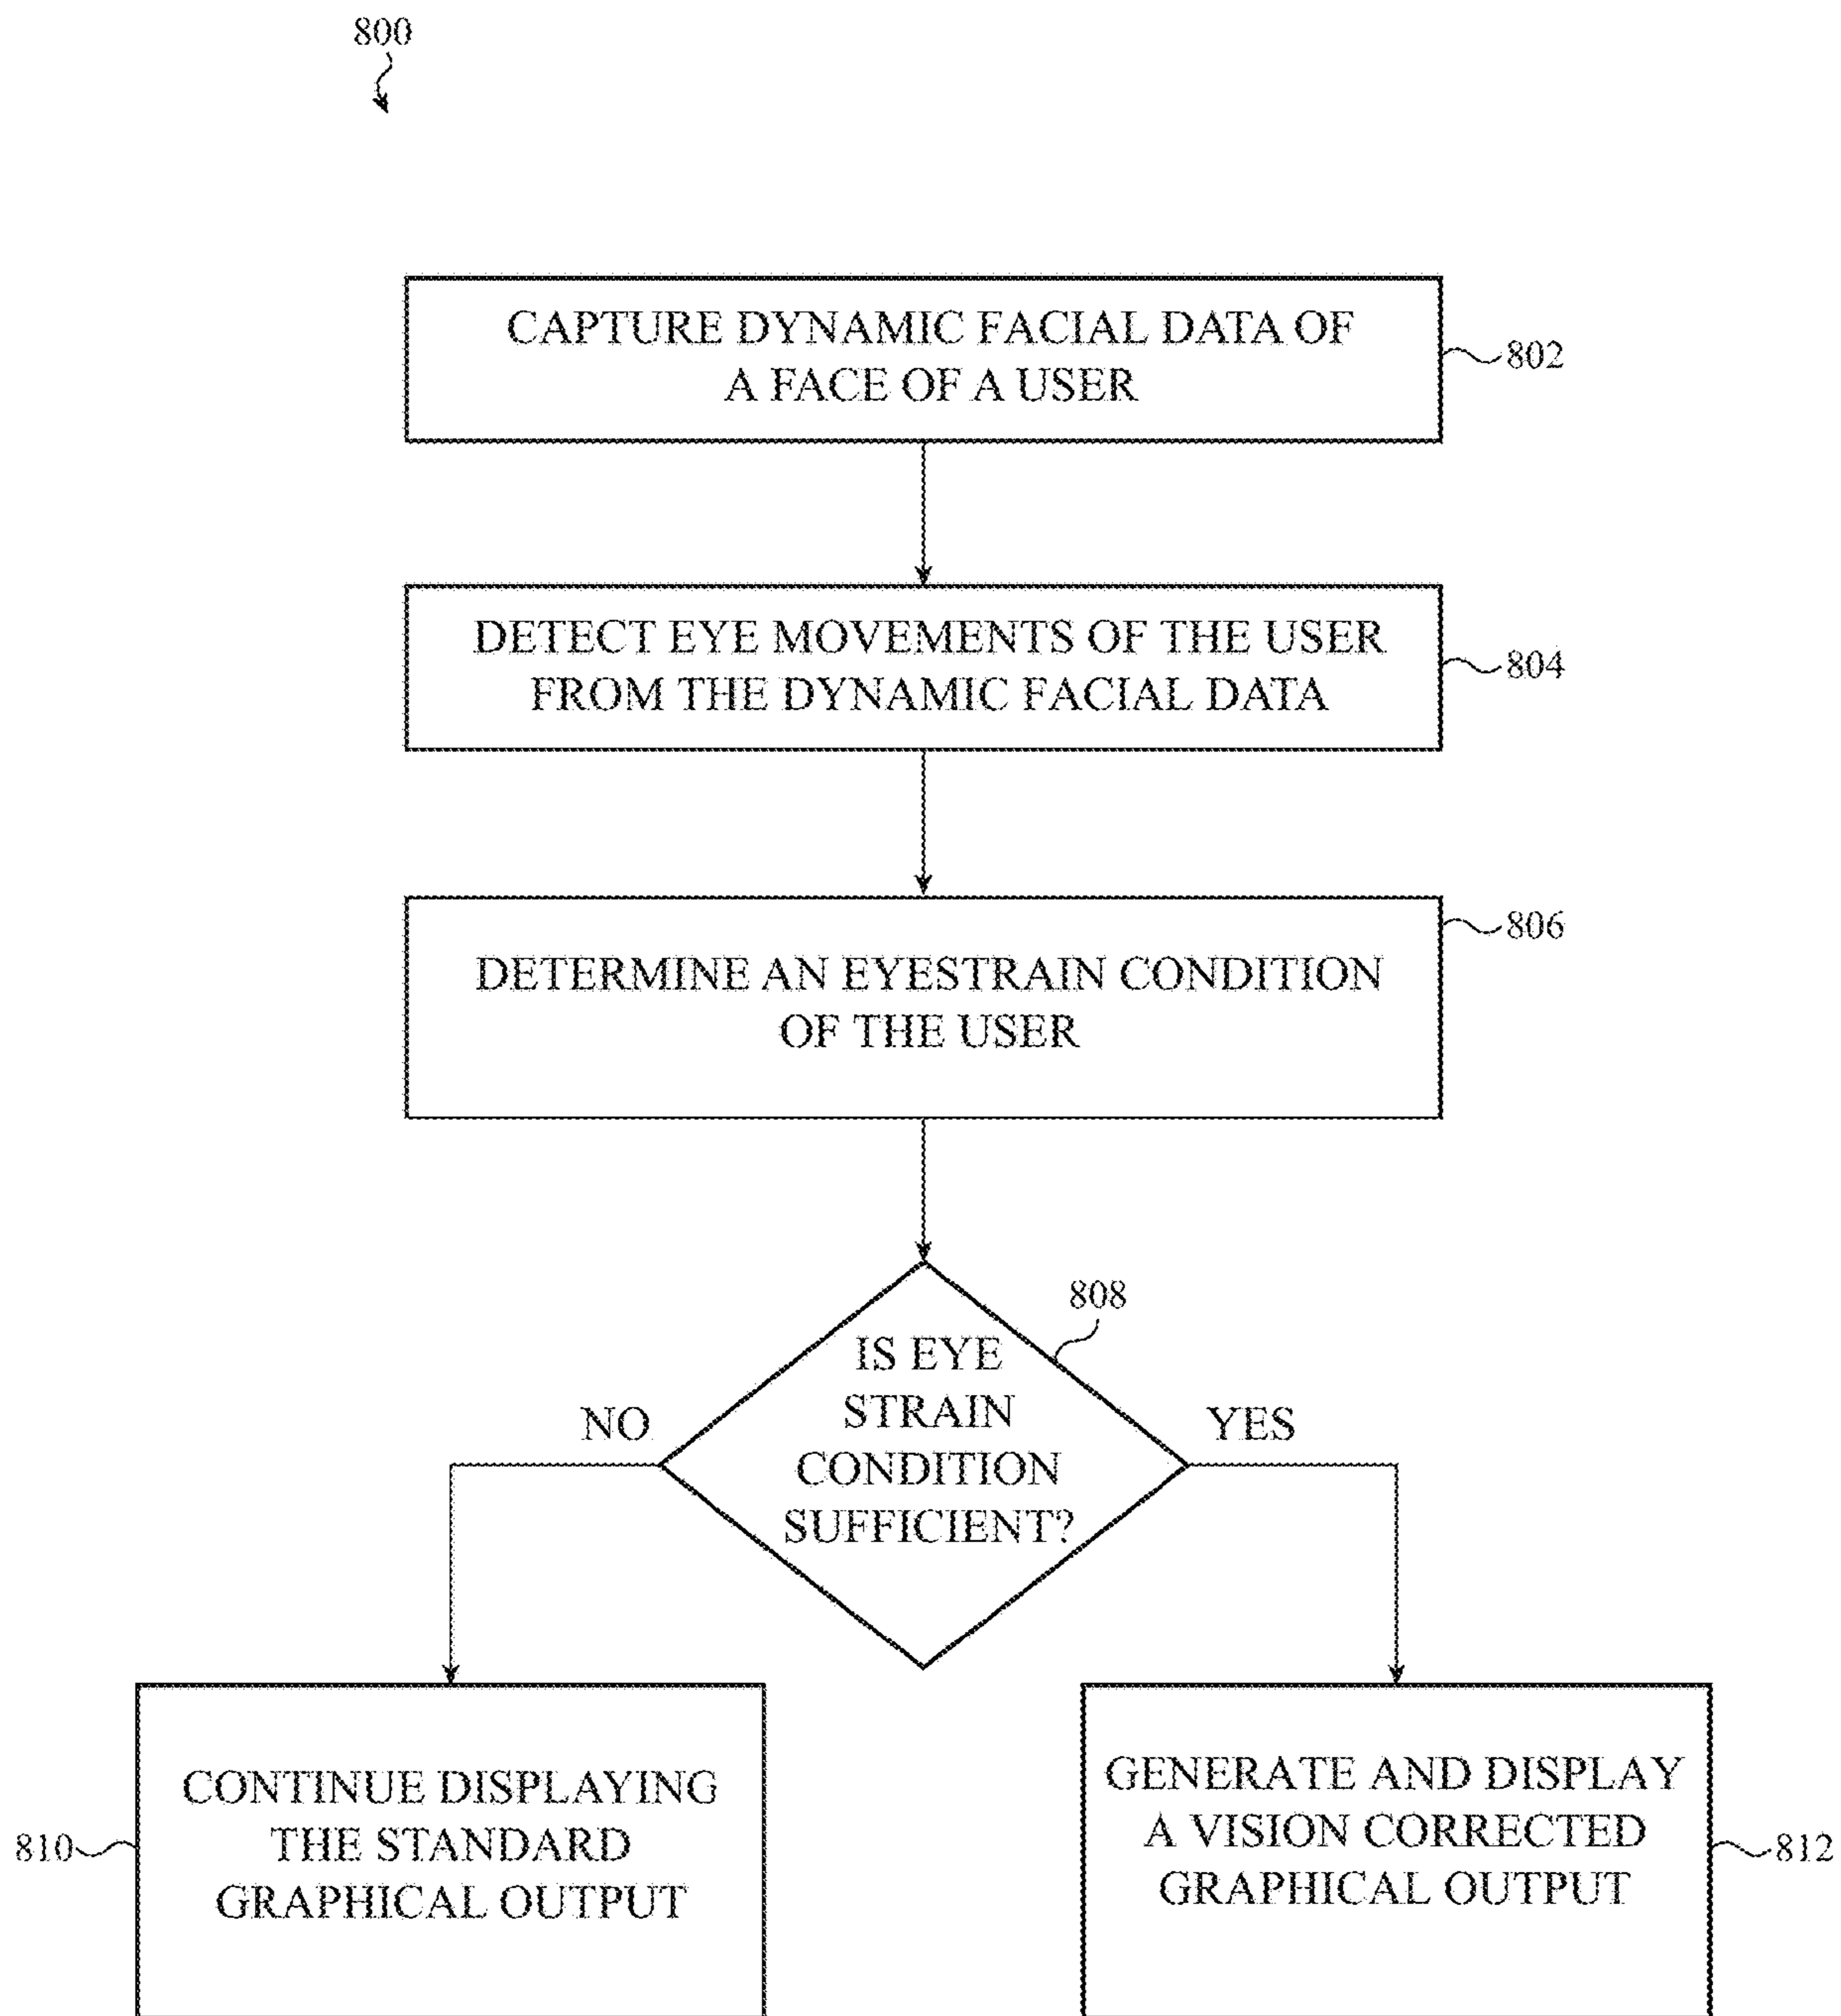 800
CAPTURE DYNAMIC FACIAL DATA OF
A FACE OF A USER
802
DETECT EYE MOVEMENTS OF THE USER
FROM THE DYNAMIC FACIAL DATA
804
806
DETERMINE AN EYESTRAIN CONDITION
OF THE USER
808
IS EYE
STRAIN
CONDITION
SUFFICIENT?
NO
YES
CONTINUE DISPLAYING
THE STANDARD
GRAPHICAL OUTPUT
810
GENERATE AND DISPLAY
A VISION CORRECTED
GRAPHICAL OUTPUT
812